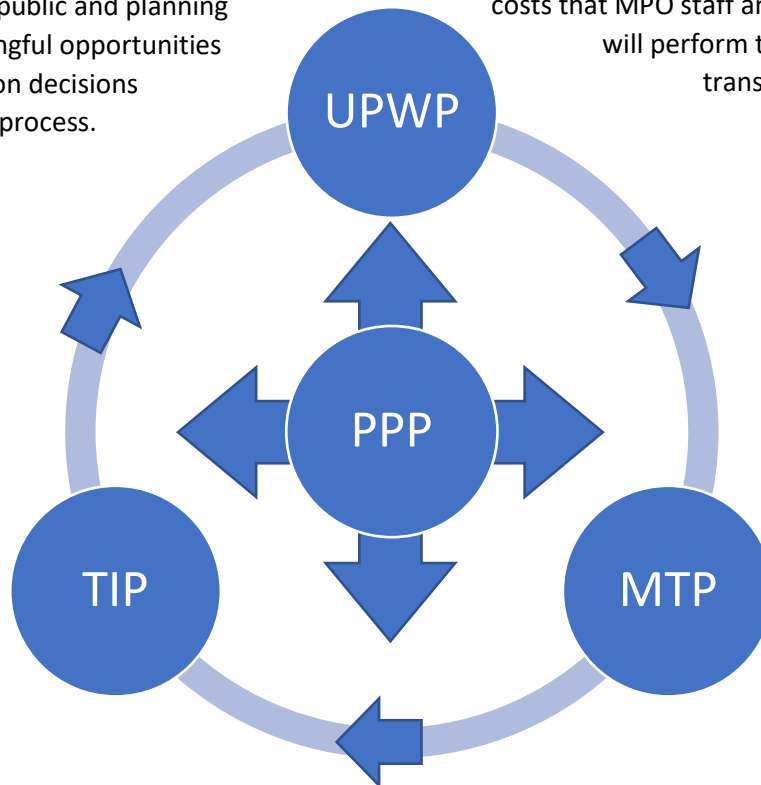 public and planning
ngful opportunities
on decisions
process.
costs that MPO staff an
will perform t
trans
UPWP
PPP
TIP
MTP